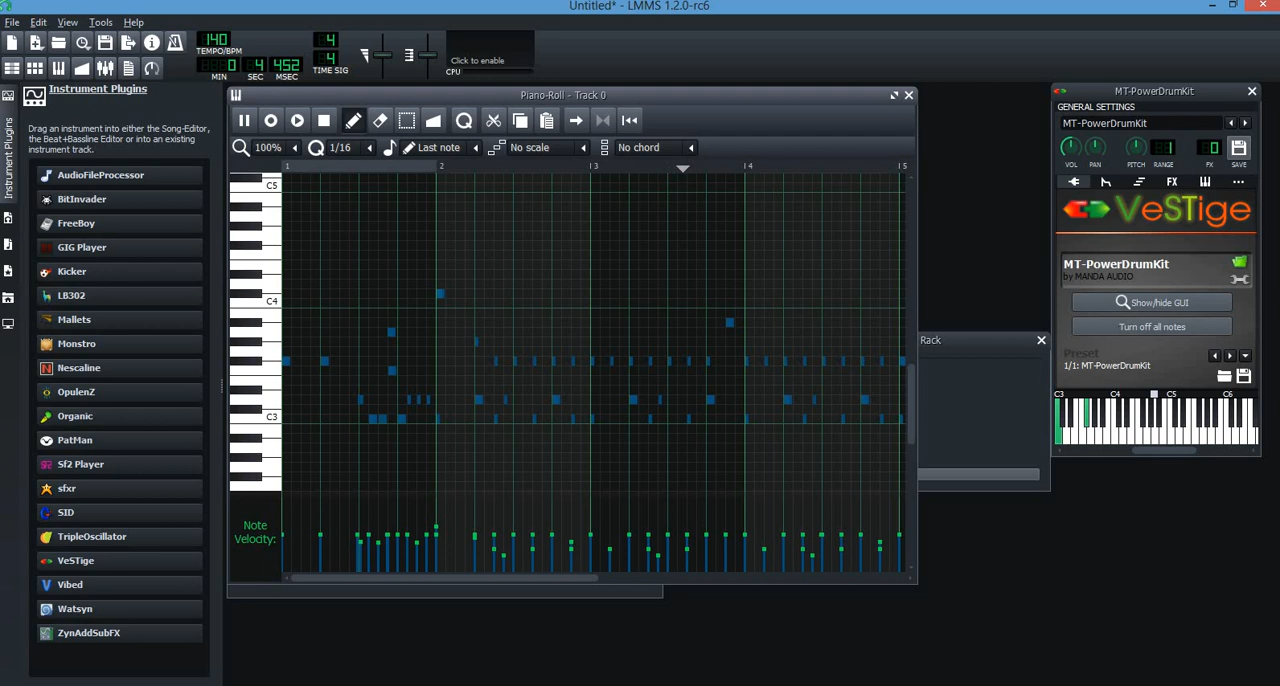 Untitled* - LMMS 1.2.0-rc6
File Edit View Tools Help
140
TEMPO/BPM
4
4
TIME SIG
0 4 452
MIN SEC MSEC
Click to enable
CPU
Instrument Plugins
Instrument Plugins
Drag an instrument into either the Song-Editor,
the Beat+Bassline Editor or into an existing
instrument track.
AudioFileProcessor
BitInvader
FreeBoy
GIG Player
Kicker
LB302
Mallets
Monstro
Nescaline
OpulenZ
Organic
PatMan
Sf2 Player
sfxr
SID
TripleOscillator
VeSTige
Vibed
Watsyn
ZynAddSubFX
Piano-Roll - Track 0
100% Q 1/16 Last note No scale No chord
1 2 3 4 5
C5
C4
C3
Note
Velocity:
Rack
MT-PowerDrumKit
GENERAL SETTINGS
MT-PowerDrumKit
1 0
VOL PAN PITCH RANGE FX SAVE
FX
VeSTige
MT-PowerDrumKit
by MANDA AUDIO
Show/hide GUI
Turn off all notes
Preset
1/1: MT-PowerDrumKit
C3 C4 C5 C6